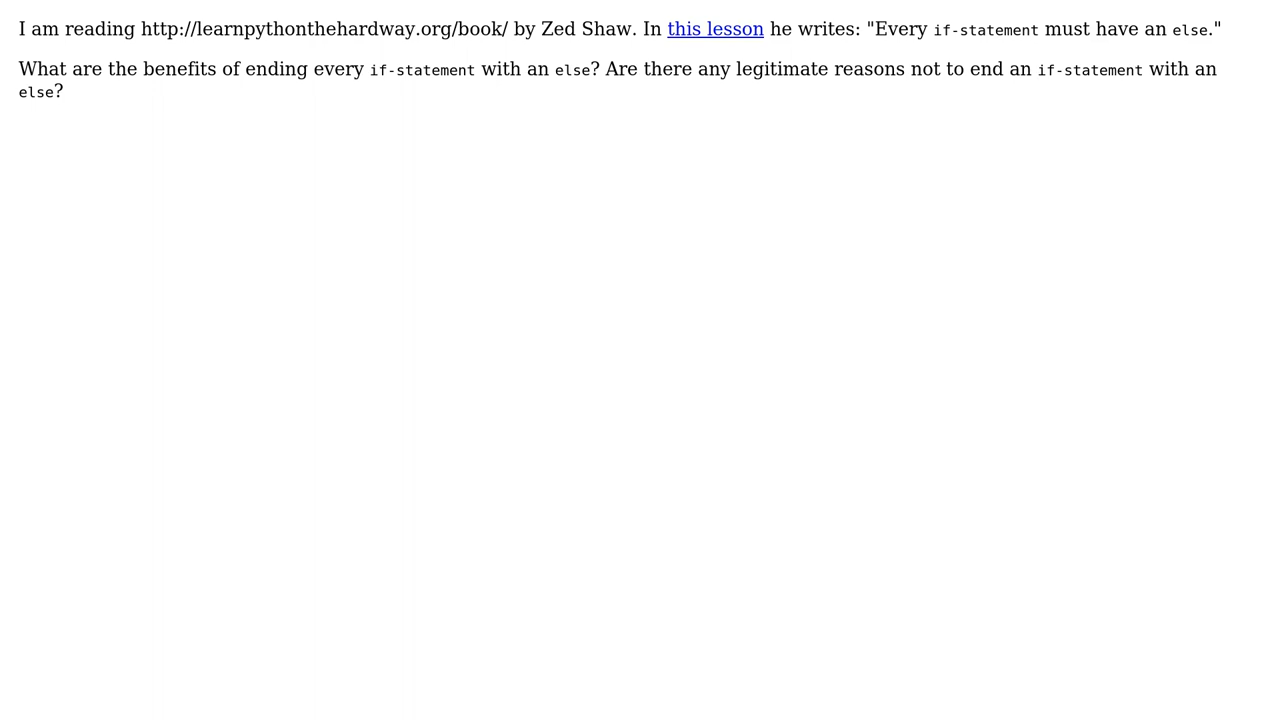 I am reading http://learnpythonthehardway.org/book/ by Zed Shaw. In this lesson he writes: "Every if-statement must have an else."
What are the benefits of ending every if-statement with an else? Are there any legitimate reasons not to end an if-statement with an
else?